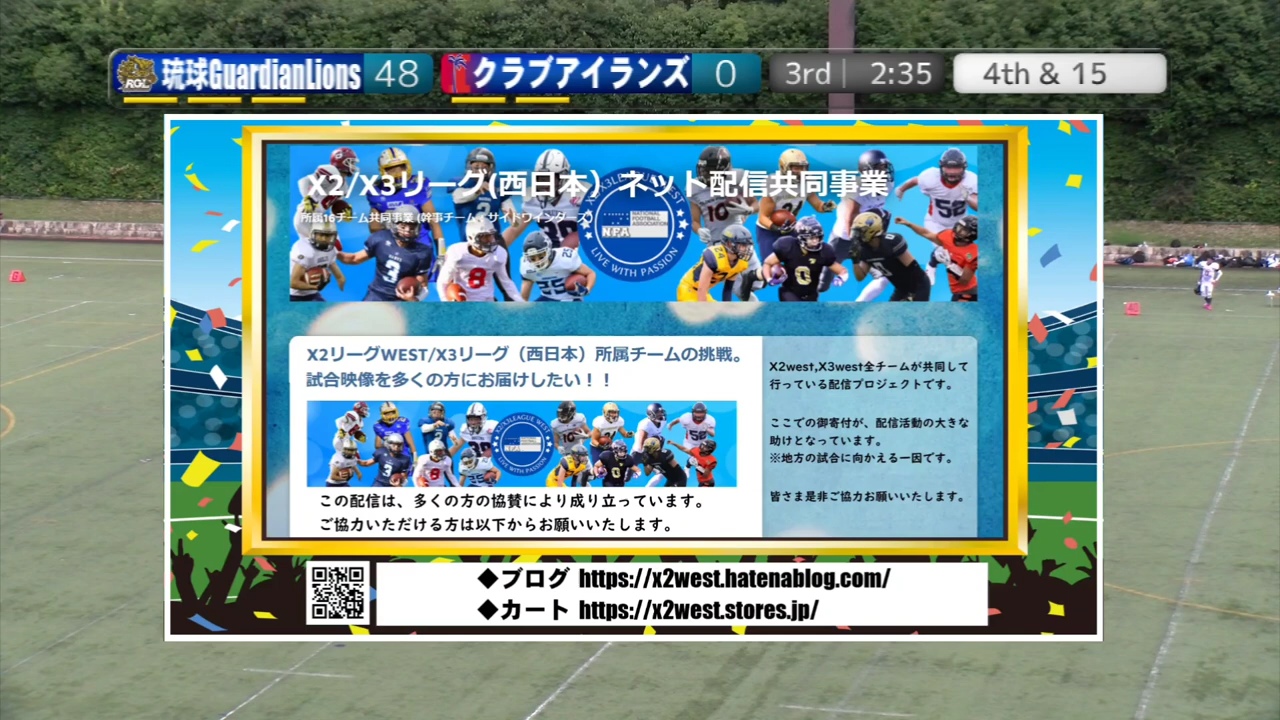 琉球GuardianLions 48 クラブアイランズ 0 3rd 2:35 4th & 15
RGL
X2/X3リーグ(西日本）ネット配信共同事業
所属16チーム共同事業 (幹事チーム：サイドワインダーズ)
NATIONAL FOOTBALL ASSOCIATION
NFA
LIVE WITH PASSION
X2リーグWEST/X3リーグ（西日本）所属チームの挑戦。
試合映像を多くの方にお届けしたい！！
この配信は、多くの方の協賛により成り立っています。
ご協力いただける方は以下からお願いいたします。
X2west,X3west全チームが共同して
行っている配信プロジェクトです。
ここでの御寄付が、配信活動の大きな
助けとなっています。
※地方の試合に向かえる一因です。
皆さま是非ご協力お願いいたします。
◆ブログ https://x2west.hatenablog.com/
◆カート https://x2west.stores.jp/